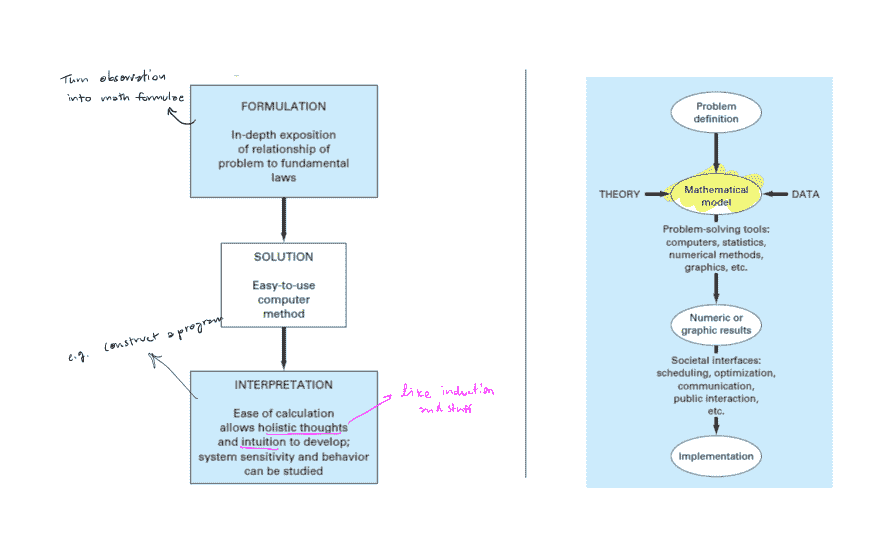 Turn observation
into math formulae
FORMULATION
In-depth exposition
of relationship of
problem to fundamental
laws
SOLUTION
Easy-to-use
computer
method
e.g. construct a program
INTERPRETATION
Ease of calculation
allows holistic thoughts
and intuition to develop;
system sensitivity and behavior
can be studied
like induction
and stuff
Problem
definition
THEORY
Mathematical
model
DATA
Problem-solving tools:
computers, statistics,
numerical methods,
graphics, etc.
Numeric or
graphic results
Societal interfaces:
scheduling, optimization,
communication,
public interaction,
etc.
Implementation